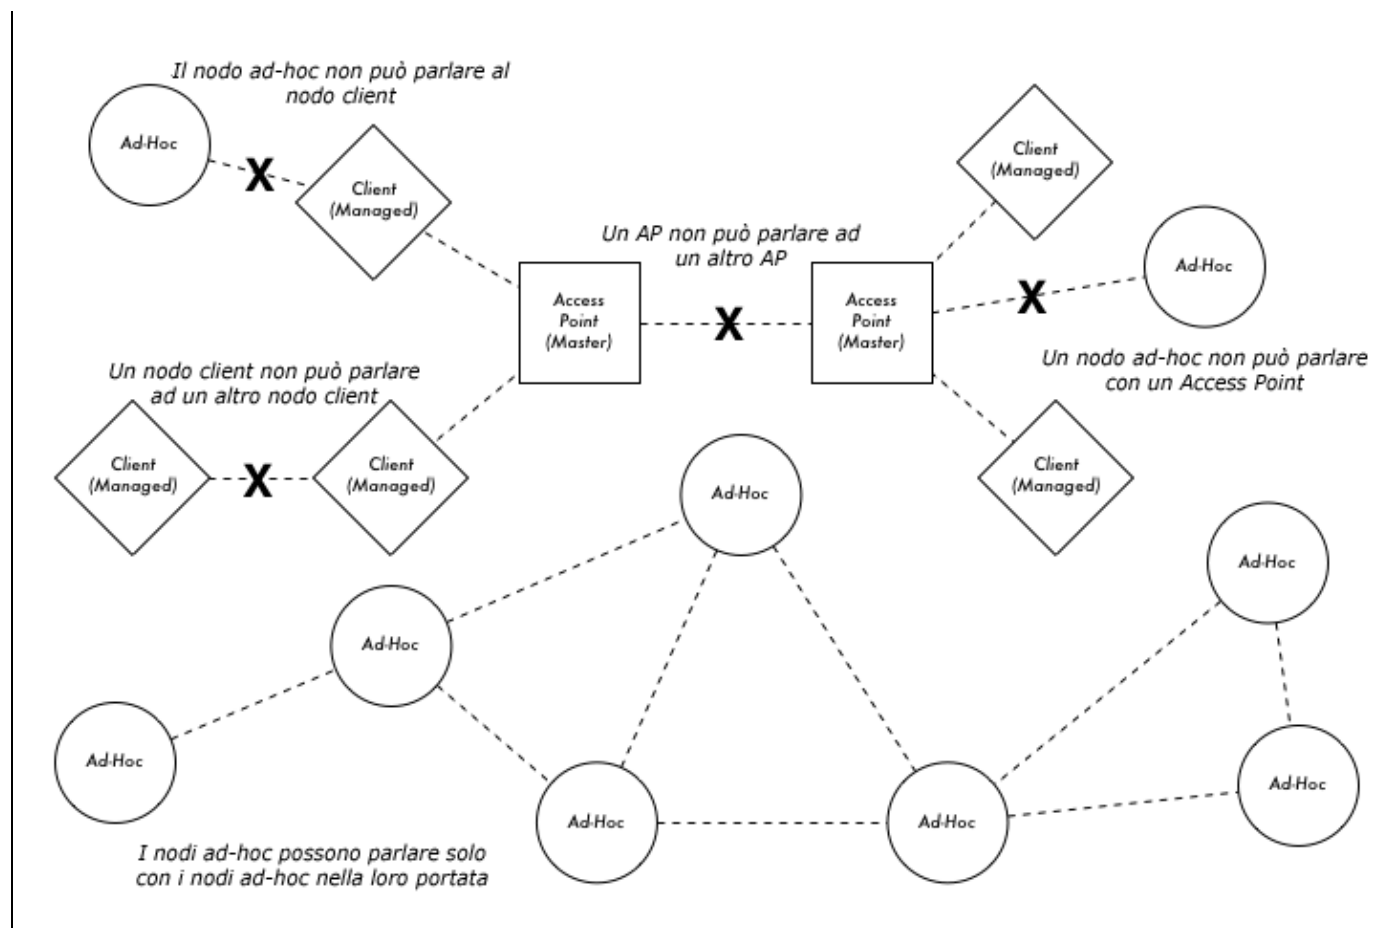 Il nodo ad-hoc non può parlare al
nodo client
Ad-Hoc
Client
(Managed)
Client
(Managed)
Un AP non può parlare ad
un altro AP
Ad-Hoc
Access
Point
(Master)
Access
Point
(Master)
X
X
X
Un nodo ad-hoc non può parlare
con un Access Point
Un nodo client non può parlare
ad un altro nodo client
Client
(Managed)
X
Client
(Managed)
Client
(Managed)
Ad-Hoc
Ad-Hoc
Ad-Hoc
Ad-Hoc
Ad-Hoc
Ad-Hoc
Ad-Hoc
I nodi ad-hoc possono parlare solo
con i nodi ad-hoc nella loro portata